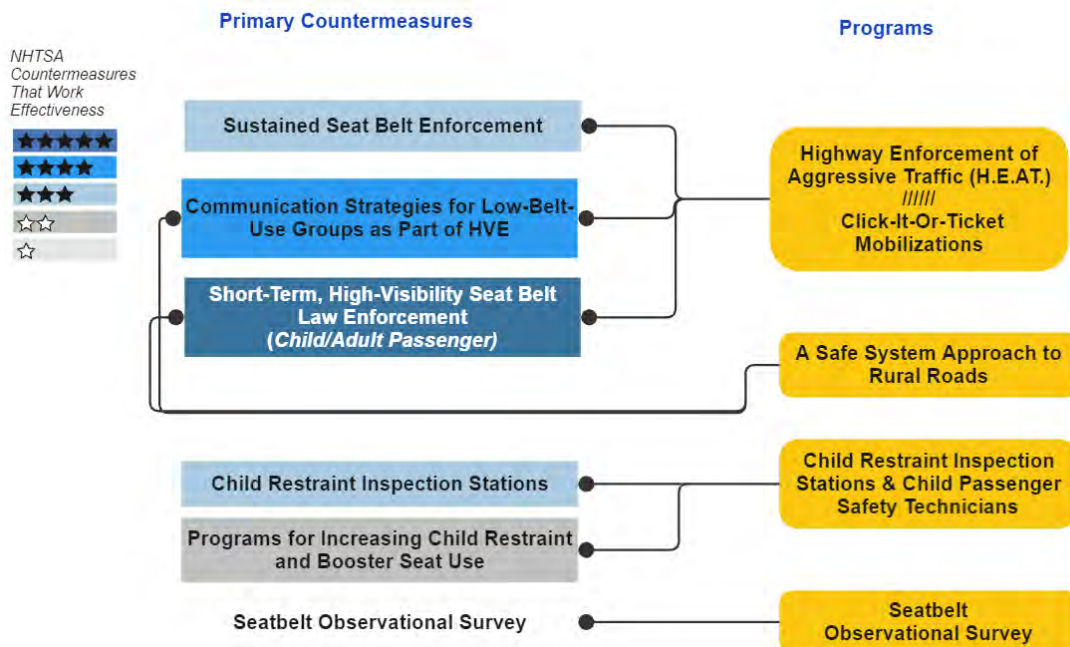 Primary Countermeasures
Programs
NHTSA
Countermeasures
That Work
Effectiveness
★★★★★
★★★★
★★★
☆☆
☆
Sustained Seat Belt Enforcement
Communication Strategies for Low-Belt-
Use Groups as Part of HVE
Short-Term, High-Visibility Seat Belt
Law Enforcement
(Child/Adult Passenger)
Highway Enforcement of
Aggressive Traffic (H.E.AT.)
//////
Click-It-Or-Ticket
Mobilizations
A Safe System Approach to
Rural Roads
Child Restraint Inspection Stations
Programs for Increasing Child Restraint
and Booster Seat Use
Child Restraint Inspection
Stations & Child Passenger
Safety Technicians
Seatbelt Observational Survey
Seatbelt
Observational Survey